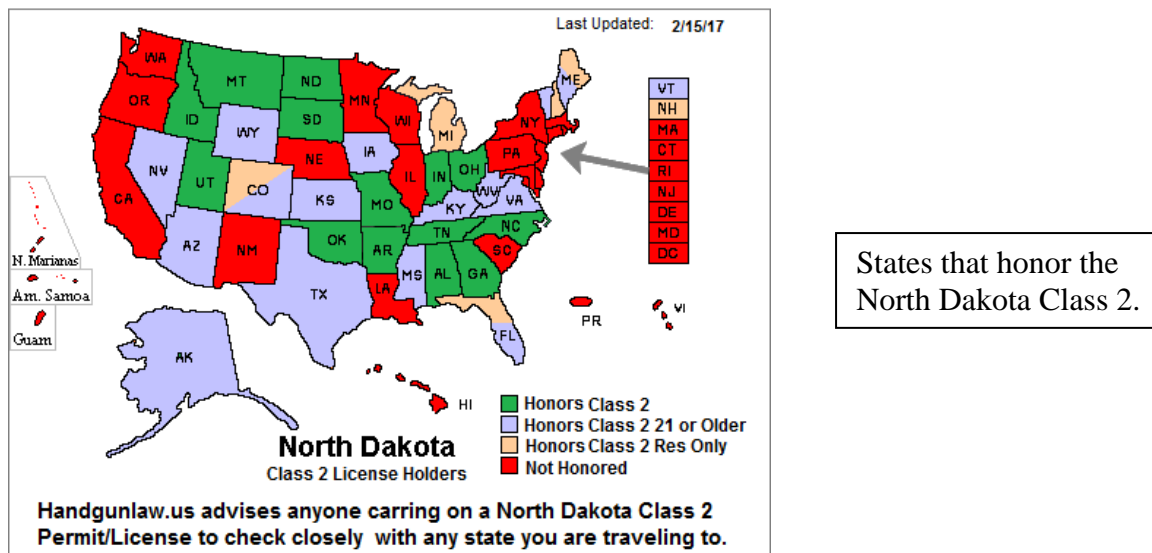 Last Updated: 2/15/17
WA
MT
ND
MN
ME
VT
OR
ID
SD
WI
MI
NY
NH
WY
MA
NV
NE
IA
PA
CT
UT
CO
IL
IN
OH
RI
CA
KS
MO
KY
WV
VA
NJ
AZ
NM
OK
AR
TN
NC
DE
TX
LA
MS
AL
GA
SC
MD
FL
DC
N. Marianas
Am. Samoa
Guam
AK
HI
PR
VI
Honors Class 2
Honors Class 2 21 or Older
Honors Class 2 Res Only
Not Honored
North Dakota
Class 2 License Holders
Handgunlaw.us advises anyone carring on a North Dakota Class 2
Permit/License to check closely with any state you are traveling to.
States that honor the
North Dakota Class 2.